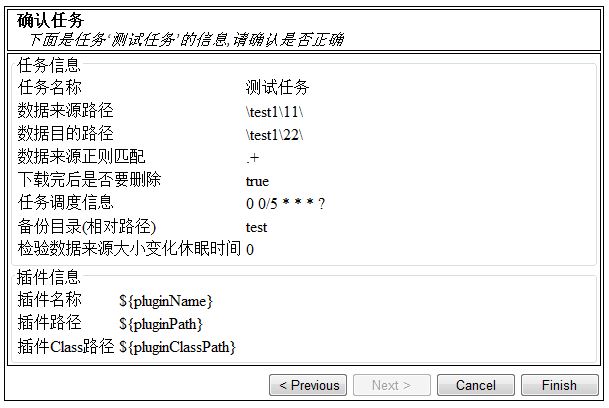 确认任务
下面是任务‘测试任务’的信息,请确认是否正确
任务信息
任务名称 测试任务
数据来源路径 \test1\11\
数据目的路径 \test1\22\
数据来源正则匹配 .+
下载完后是否要删除 true
任务调度信息 0 0/5 * * * ?
备份目录(相对路径) test
检验数据来源大小变化休眠时间 0
插件信息
插件名称 ${pluginName}
插件路径 ${pluginPath}
插件Class路径 ${pluginClassPath}
< Previous Next > Cancel Finish